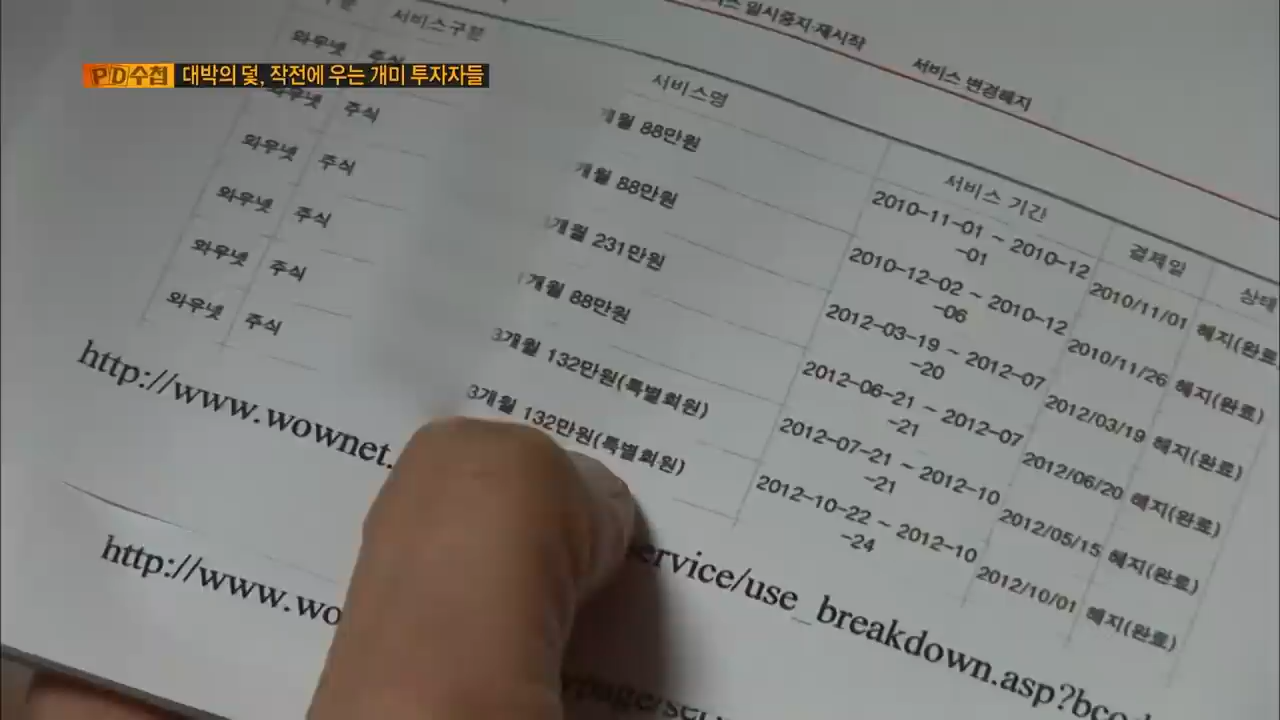 PD수첩 대박의 덫, 작전에 우는 개미 투자자들
서비스 일시중지·재시작
서비스 변경해지
서비스구분 서비스명 서비스 기간 결제일 상태
와우넷 주식 개월 88만원 2010-11-01 ~ 2010-12-01 2010/11/01 해지(완료
와우넷 주식 개월 88만원 2010-12-02 ~ 2010-12-06 2010/11/26 해지(완료)
와우넷 주식 개월 231만원 2012-03-19 ~ 2012-07-20 2012/03/19 해지(완료)
와우넷 주식 개월 88만원 2012-06-21 ~ 2012-07-21 2012/06/20 해지(완료)
와우넷 주식 3개월 132만원(특별회원) 2012-07-21 ~ 2012-10-21 2012/05/15 해지(완료)
와우넷 주식 3개월 132만원(특별회원) 2012-10-22 ~ 2012-10-24 2012/10/01 해지(완료)
http://www.wownet. service/use_breakdown.asp?bco
http://www.wo